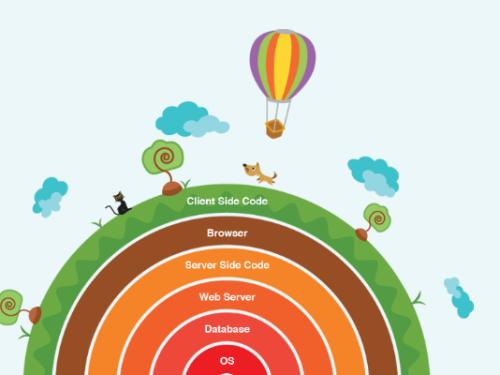 Client Side Code
Browser
Server Side Code
Web Server
Database
OS